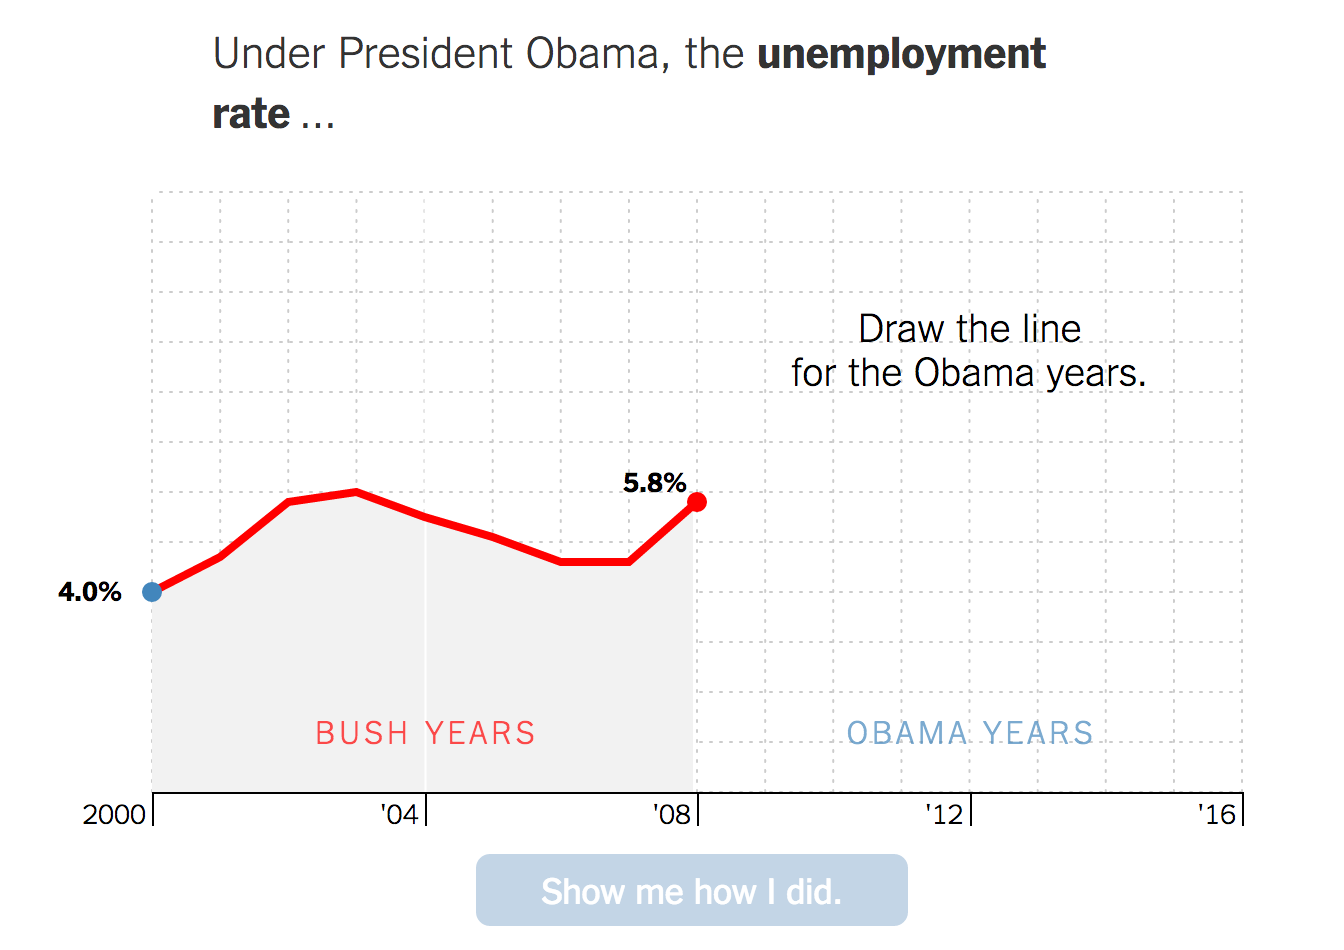 Under President Obama, the unemployment
rate ...
Draw the line
for the Obama years.
5.8%
4.0%
BUSH YEARS
OBAMA YEARS
2000
'04
'08
'12
'16
Show me how I did.